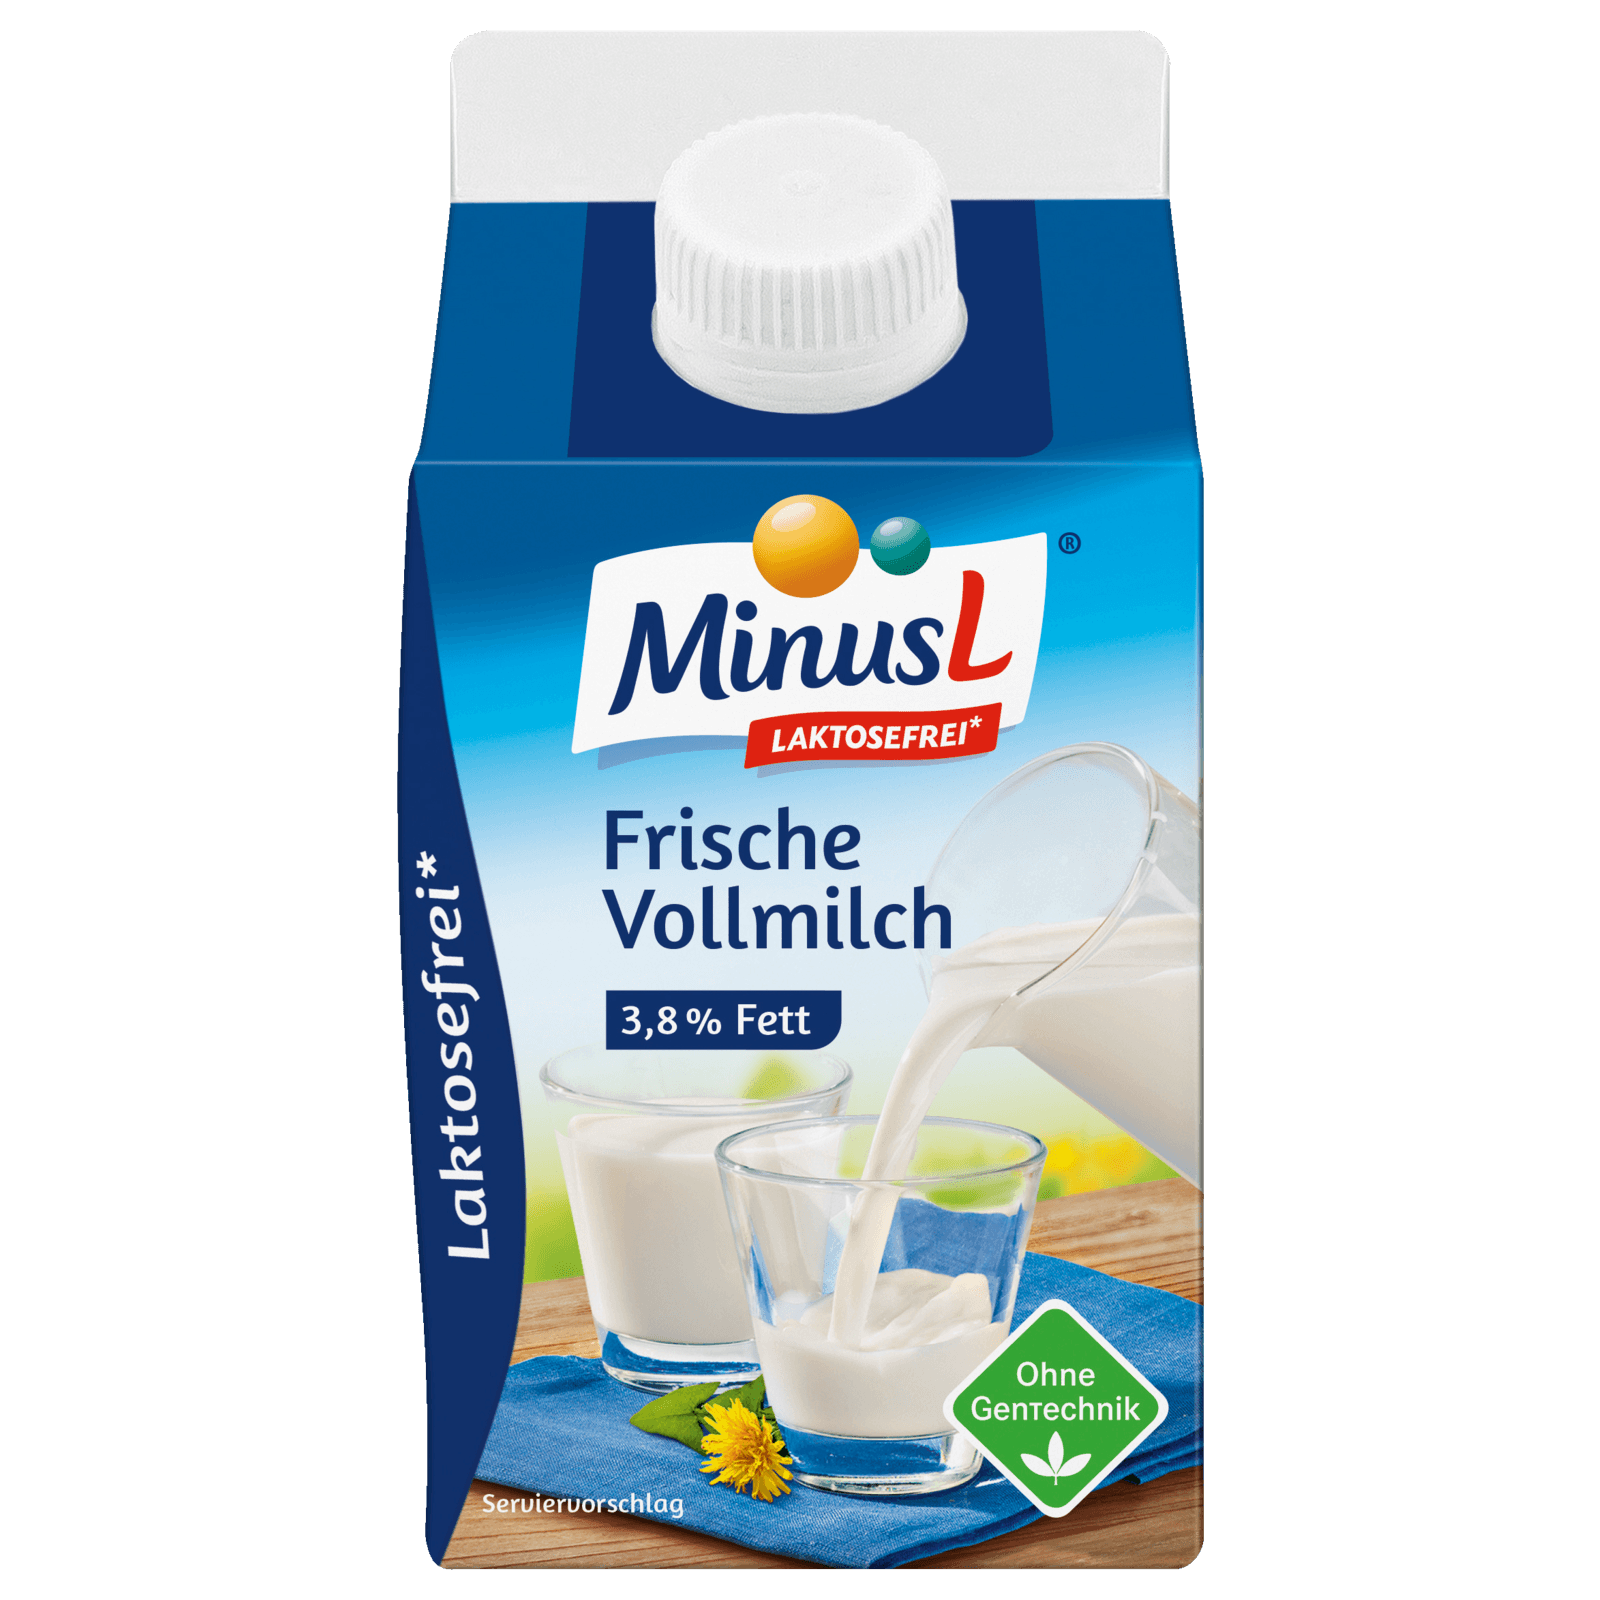 MinusL®
LAKTOSEFREI*
Frische
Vollmilch
3,8% Fett
Laktosefrei*
Ohne
GenTechnik
Serviervorschlag